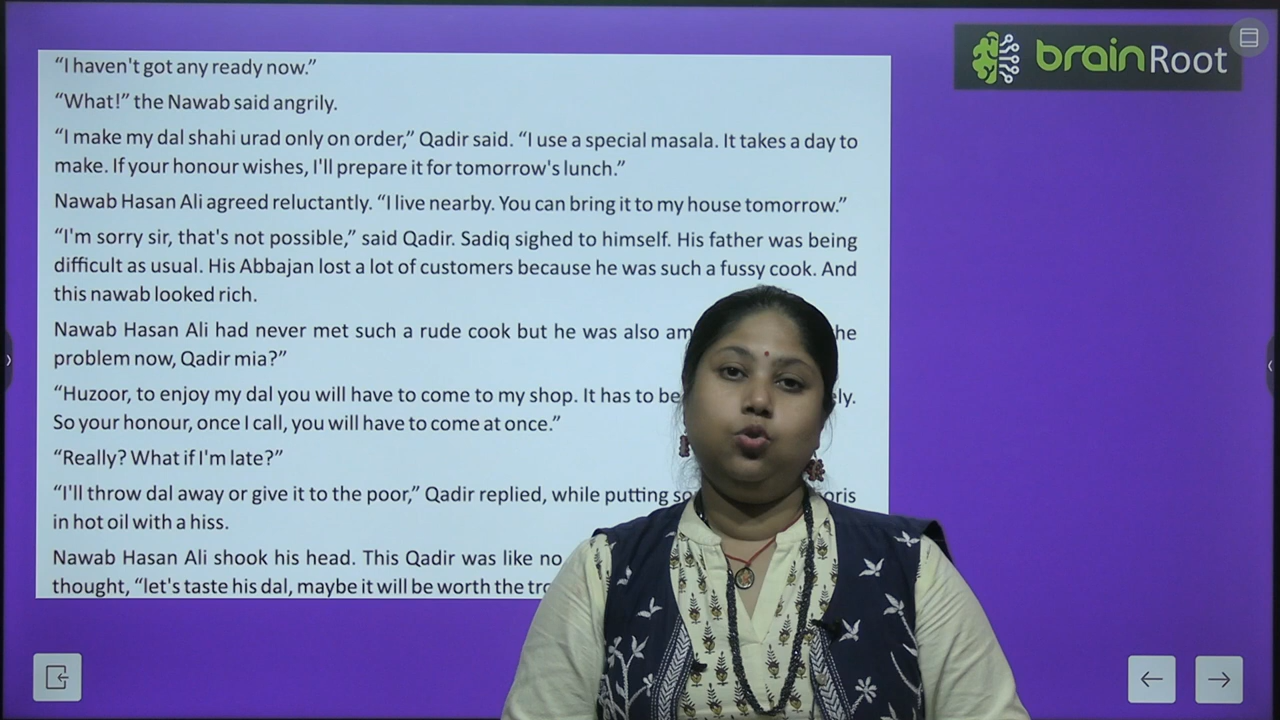 brainRoot
“I haven't got any ready now.”
“What!” the Nawab said angrily.
“I make my dal shahi urad only on order,” Qadir said. “I use a special masala. It takes a day to
make. If your honour wishes, I'll prepare it for tomorrow's lunch.”
Nawab Hasan Ali agreed reluctantly. “I live nearby. You can bring it to my house tomorrow.”
“I'm sorry sir, that's not possible,” said Qadir. Sadiq sighed to himself. His father was being
difficult as usual. His Abbajan lost a lot of customers because he was such a fussy cook. And
this nawab looked rich.
Nawab Hasan Ali had never met such a rude cook but he was also
problem now, Qadir mia?”
“Huzoor, to enjoy my dal you will have to come to my shop. It has to be
So your honour, once I call, you will have to come at once.”
“Really? What if I'm late?”
“I'll throw dal away or give it to the poor,” Qadir replied, while putting
in hot oil with a hiss.
Nawab Hasan Ali shook his head. This Qadir was like no
thought, “let's taste his dal, maybe it will be worth the